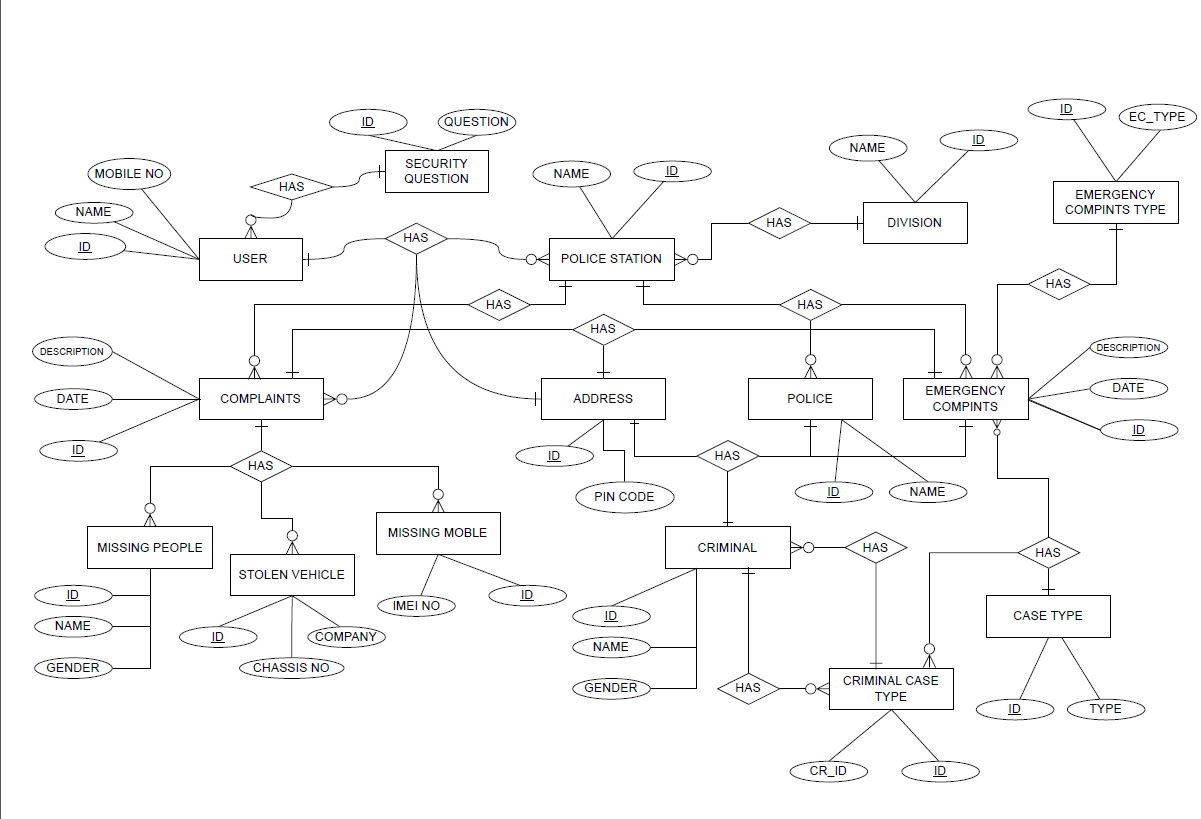 ID
EC_TYPE
ID
QUESTION
NAME
ID
SECURITY
QUESTION
MOBILE NO
NAME
ID
HAS
EMERGENCY
COMPINTS TYPE
NAME
ID
HAS
DIVISION
HAS
USER
POLICE STATION
HAS
HAS
HAS
HAS
DESCRIPTION
DESCRIPTION
DATE
DATE
COMPLAINTS
ADDRESS
POLICE
EMERGENCY
COMPINTS
ID
ID
ID
HAS
HAS
ID
NAME
PIN CODE
HAS
MISSING MOBLE
MISSING PEOPLE
CRIMINAL
HAS
STOLEN VEHICLE
ID
NAME
GENDER
ID
COMPANY
CHASSIS NO
IMEI NO
ID
ID
NAME
GENDER
HAS
CRIMINAL CASE
TYPE
CASE TYPE
ID
TYPE
CR_ID
ID